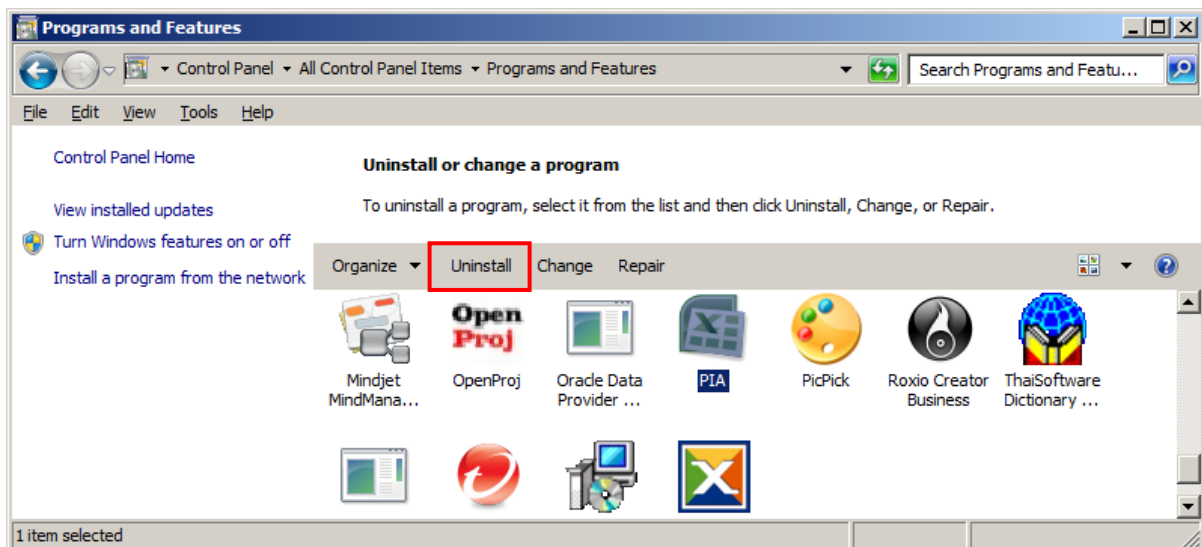 Programs and Features
Control Panel All Control Panel Items Programs and Features Search Programs and Featu...
File Edit View Tools Help
Control Panel Home
View installed updates
Turn Windows features on or off
Install a program from the network
Uninstall or change a program
To uninstall a program, select it from the list and then click Uninstall, Change, or Repair.
Organize Uninstall Change Repair
Open
Proj
Mindjet
MindMana...
OpenProj
Oracle Data
Provider ...
PIA
PicPick
Roxio Creator
Business
ThaiSoftware
Dictionary ...
1 item selected